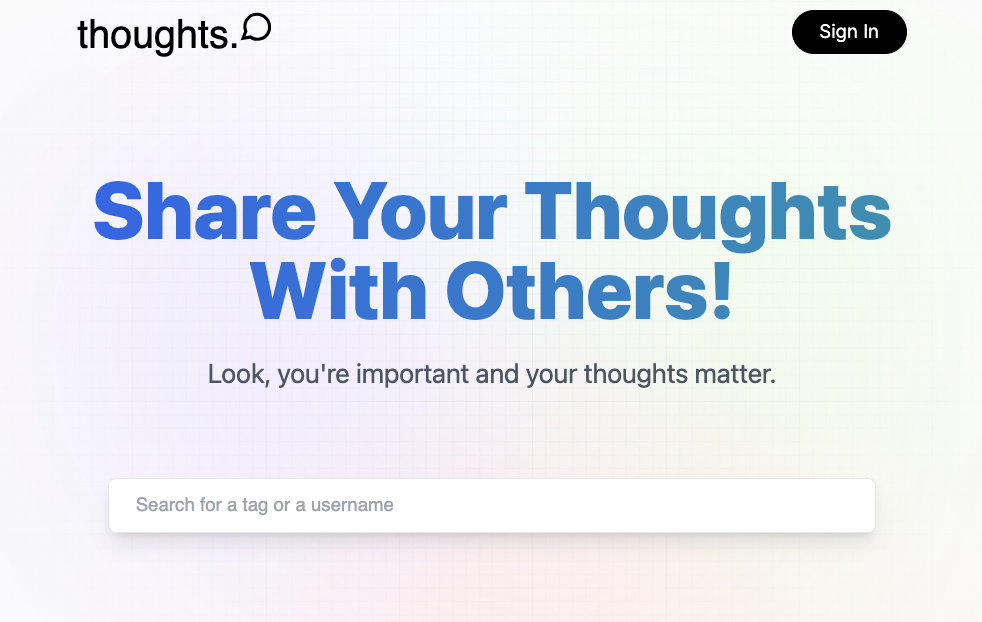 thoughts.
Sign In
Share Your Thoughts
With Others!
Look, you're important and your thoughts matter.
Search for a tag or a username